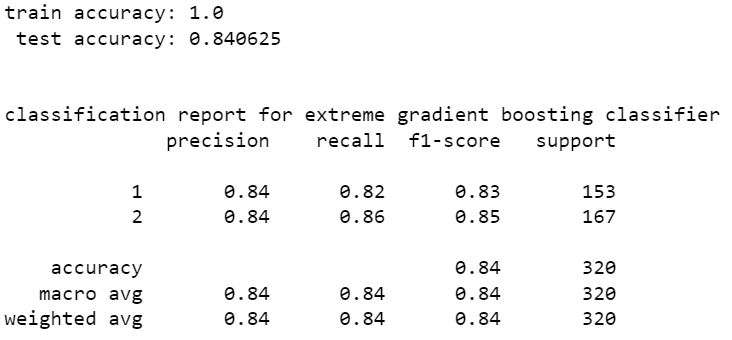 train accuracy: 1.0
test accuracy: 0.840625
classification report for extreme gradient boosting classifier
precision recall f1-score support
1 0.84 0.82 0.83 153
2 0.84 0.86 0.85 167
accuracy 0.84 320
macro avg 0.84 0.84 0.84 320
weighted avg 0.84 0.84 0.84 320